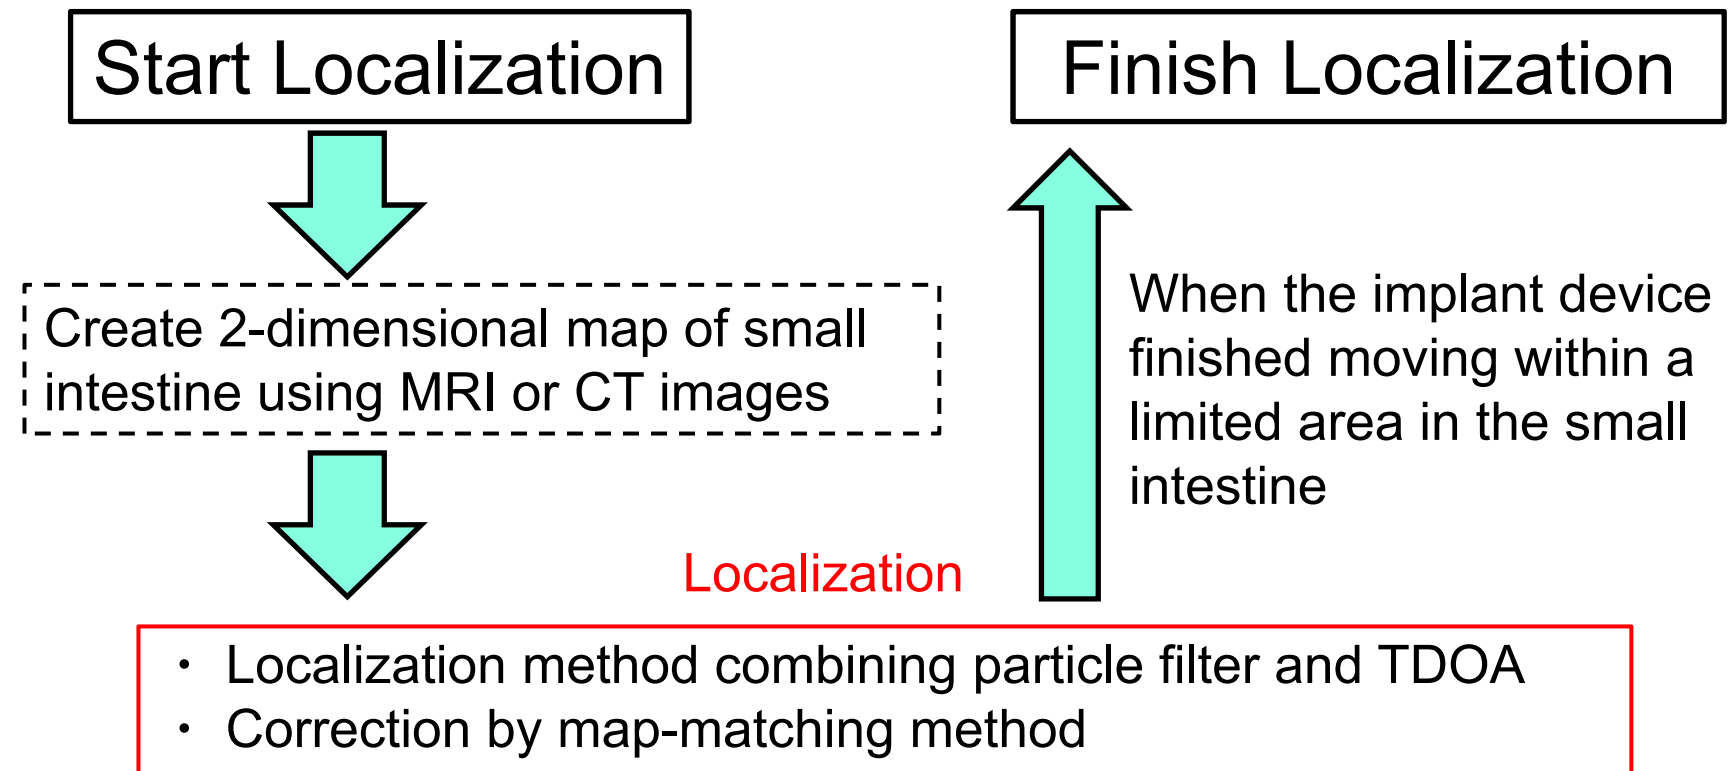 Start Localization
Finish Localization
Create 2-dimensional map of small
intestine using MRI or CT images
When the implant device
finished moving within a
limited area in the small
intestine
Localization
・ Localization method combining particle filter and TDOA
・ Correction by map-matching method